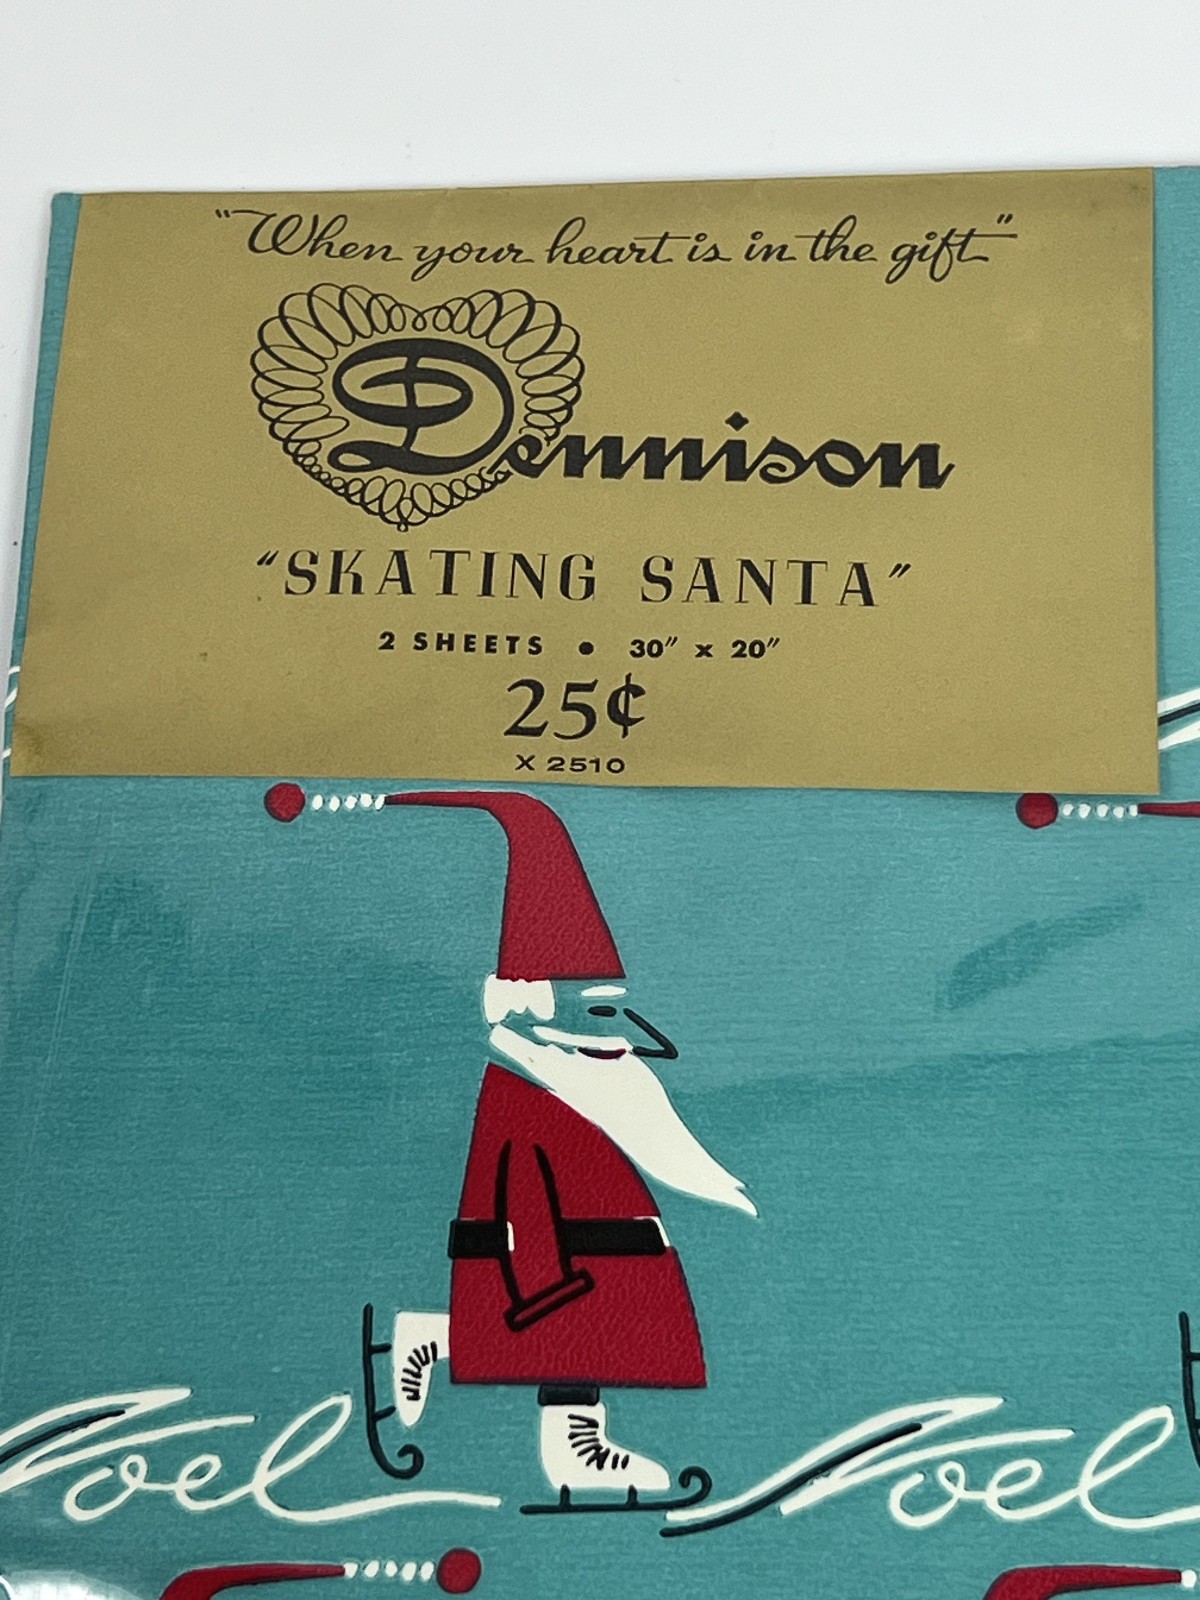 "When your heart is in the gift"
Dennison
"SKATING SANTA"
2 SHEETS • 30" x 20"
25¢
X 2510
Noel Noel